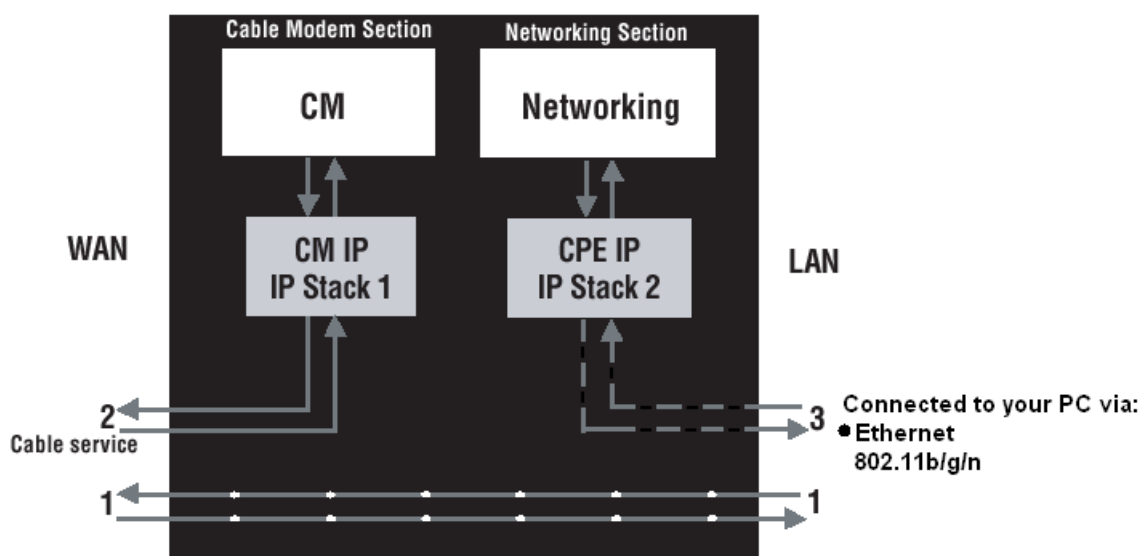 Cable Modem Section
Networking Section
CM
Networking
WAN
CM IP
IP Stack 1
CPE IP
IP Stack 2
LAN
2
Cable service
3
Connected to your PC via:
● Ethernet
802.11b/g/n
1
1